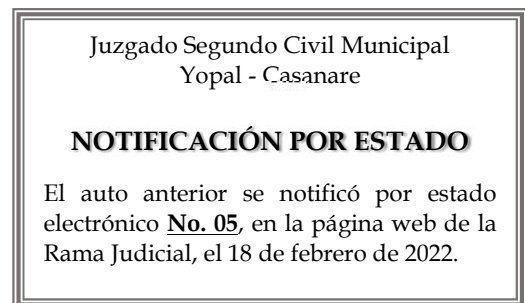 Juzgado Segundo Civil Municipal
Yopal - Casanare
NOTIFICACIÓN POR ESTADO
El auto anterior se notificó por estado
electrónico No. 05, en la página web de la
Rama Judicial, el 18 de febrero de 2022.